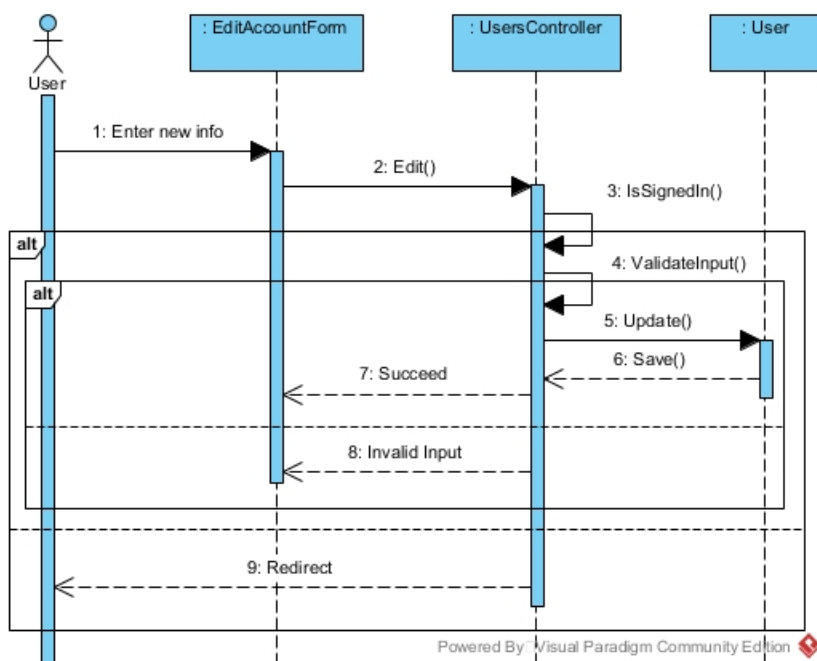 : EditAccountForm
: UsersController
: User
User
1: Enter new info
2: Edit()
3: IsSignedIn()
alt
4: ValidateInput()
alt
5: Update()
6: Save()
7: Succeed
8: Invalid Input
9: Redirect
Powered By Visual Paradigm Community Edition